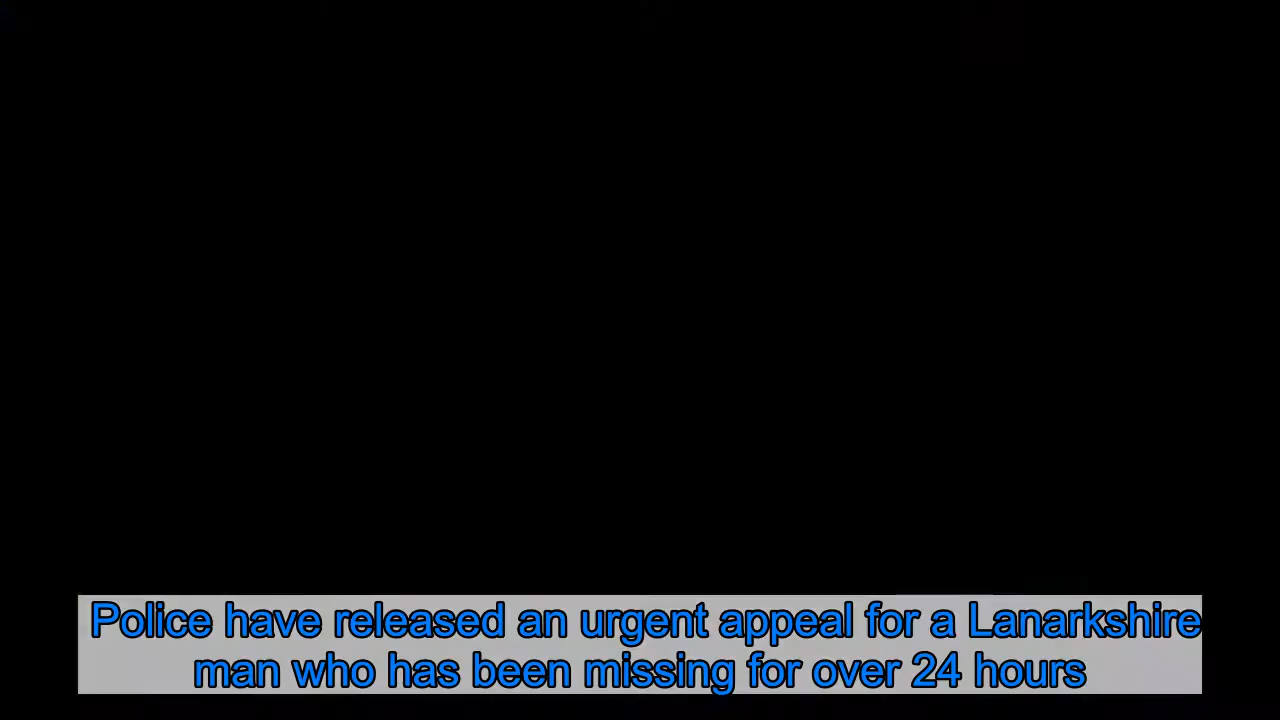 Police have released an urgent appeal for a Lanarkshire
man who has been missing for over 24 hours